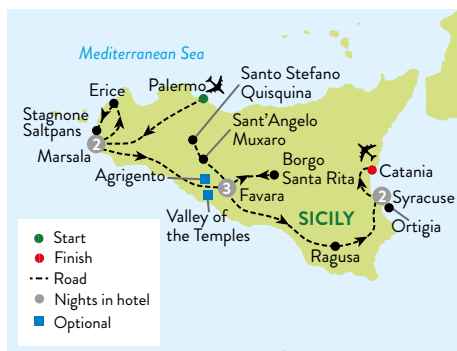 Mediterranean Sea
Erice
Palermo
Santo Stefano
Quisquina
Stagnone
Saltpans
Sant'Angelo
Muxaro
2
Marsala
Agrigento
Borgo
Santa Rita
Catania
3
Favara
2
Syracuse
Valley of
the Temples
SICILY
Ortigia
Ragusa
Start
Finish
Road
Nights in hotel
Optional